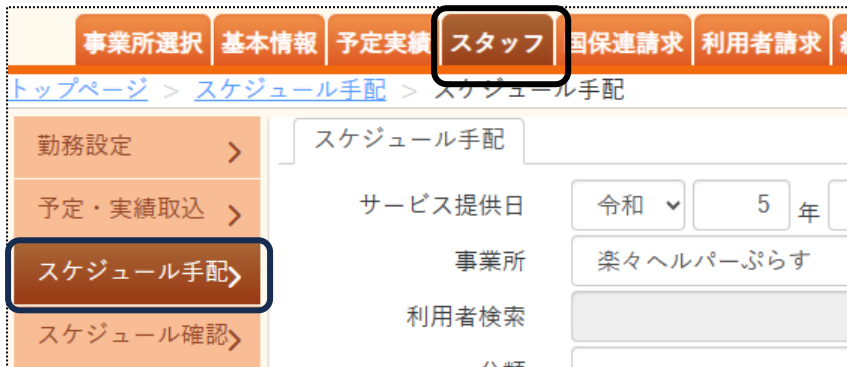 事業所選択 基本情報 予定実績 スタッフ 国保連請求 利用者請求
トップページ > スケジュール手配 > スケジュール手配
勤務設定
予定・実績取込
スケジュール手配
スケジュール確認
スケジュール手配
サービス提供日 令和 5 年
事業所 楽々ヘルパーぷらす
利用者検索